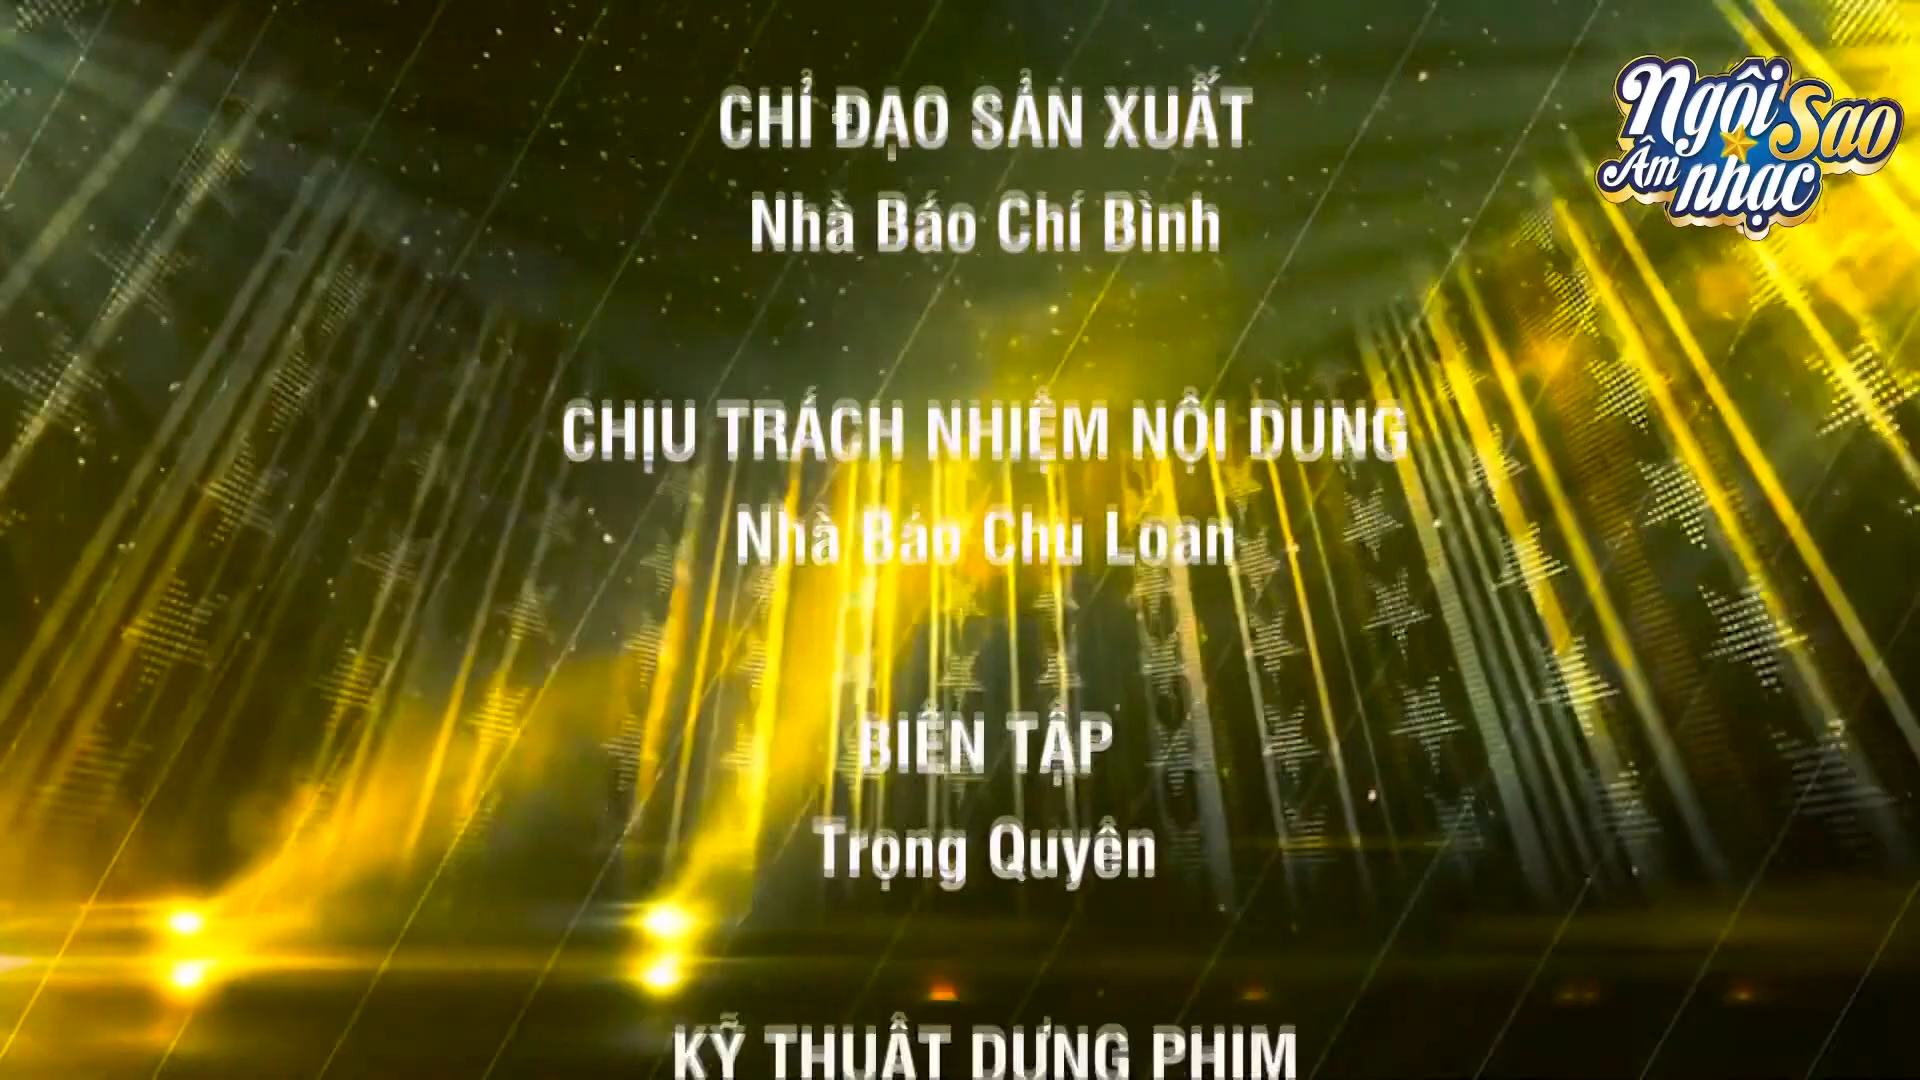 Ngôi Sao
Âm nhạc
CHỈ ĐẠO SẢN XUẤT
Nhà Báo Chí Bình
CHỊU TRÁCH NHIỆM NỘI DUNG
Nhà Báo Chu Loan
BIÊN TẬP
Trọng Quyên
KỸ THUẬT DỰNG PHIM